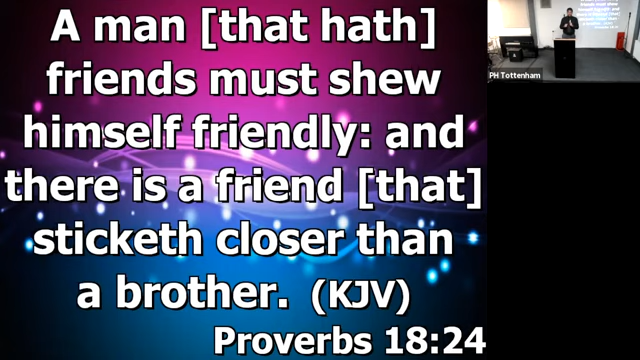 A man [that hath]
friends must shew
himself friendly: and
there is a friend [that]
sticketh closer than
a brother. (KJV)
Proverbs 18:24
PH Tottenham